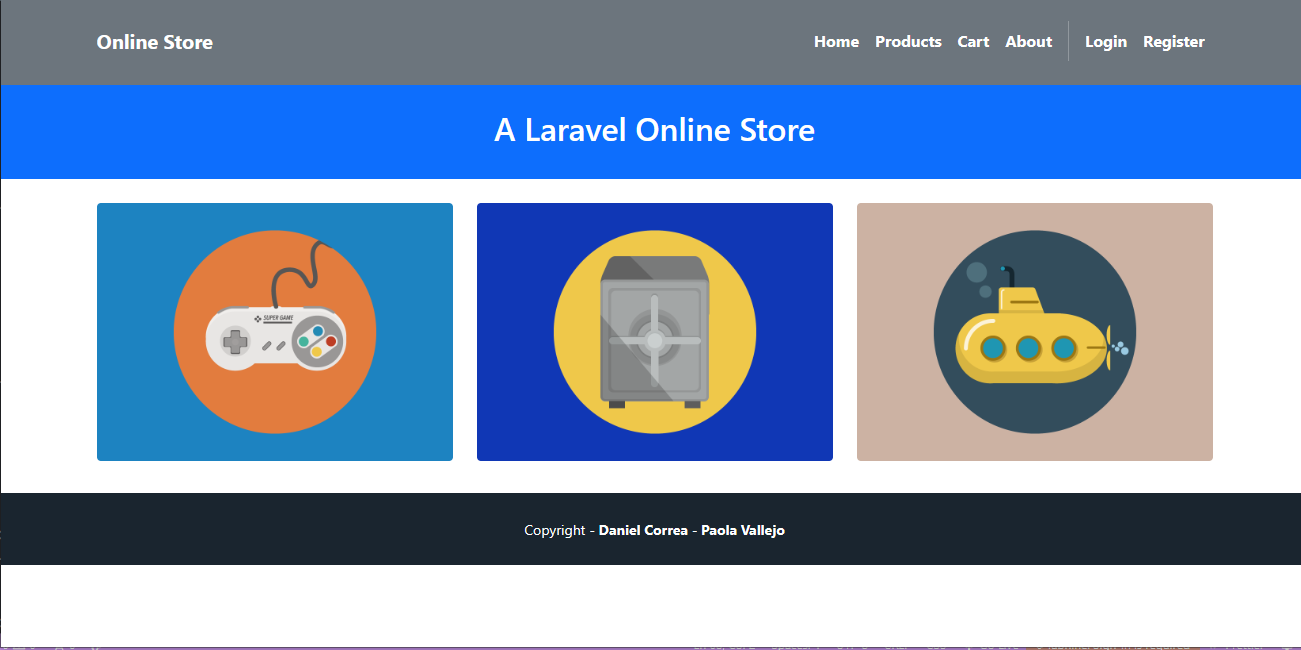 Online Store
Home Products Cart About Login Register
A Laravel Online Store
SUPER GAME
Copyright - Daniel Correa - Paola Vallejo